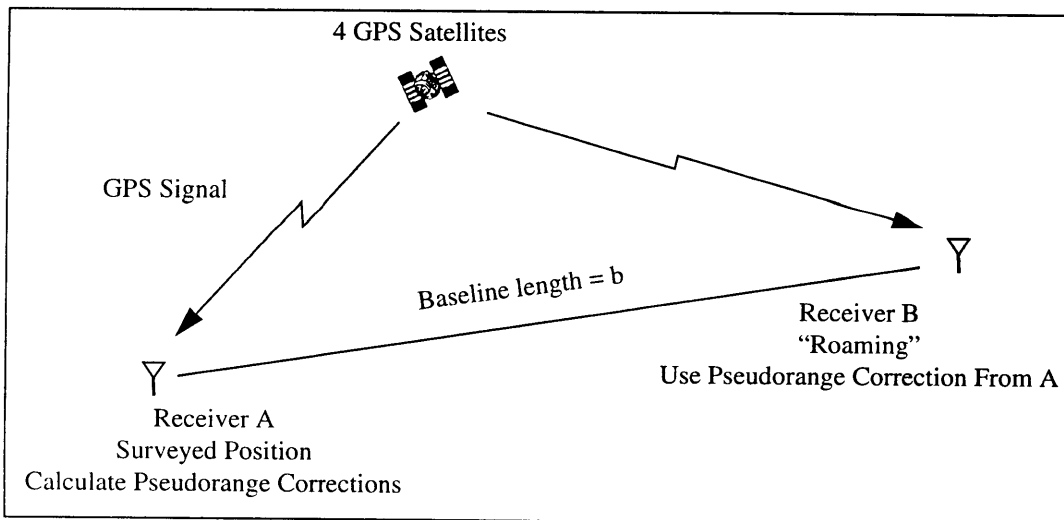 4 GPS Satellites
GPS Signal
Baseline length = b
Receiver B
“Roaming”
Use Pseudorange Correction From A
Receiver A
Surveyed Position
Calculate Pseudorange Corrections